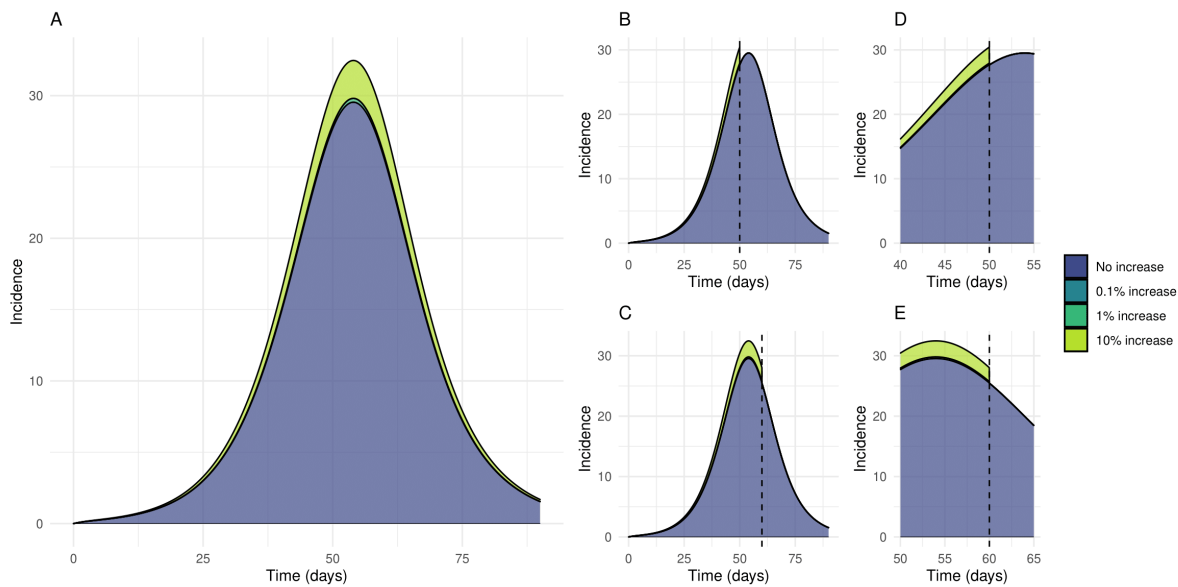 A
Incidence
30
20
10
0
0 25 50 75
Time (days)
B
Incidence
30
20
10
0
0 25 50 75
Time (days)
D
Incidence
30
20
10
0
40 45 50 55
Time (days)
C
Incidence
30
20
10
0
0 25 50 75
Time (days)
E
Incidence
30
20
10
0
50 55 60 65
Time (days)
No increase
0.1% increase
1% increase
10% increase